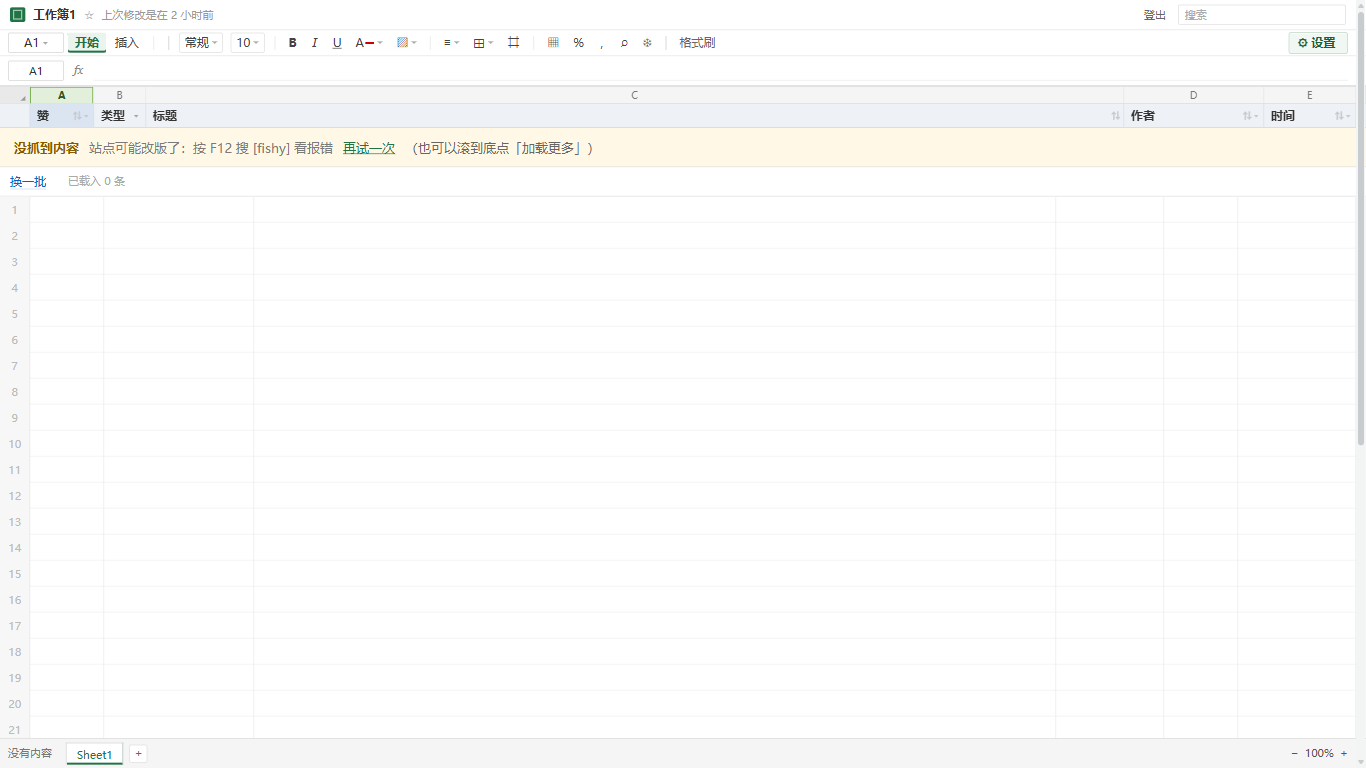 工作簿1 ☆ 上次修改是在 2 小时前 登出 搜索
A1 开始 插入 常规 10 B I U A % , 格式刷 设置
A1 fx
A B C D E
赞 类型 标题 作者 时间
没抓到内容 站点可能改版了：按 F12 搜 [fishy] 看报错 再试一次 （也可以滚到底点「加载更多」）
换一批 已载入 0 条
1
2
3
4
5
6
7
8
9
10
11
12
13
14
15
16
17
18
19
20
21
没有内容 Sheet1 + − 100% +